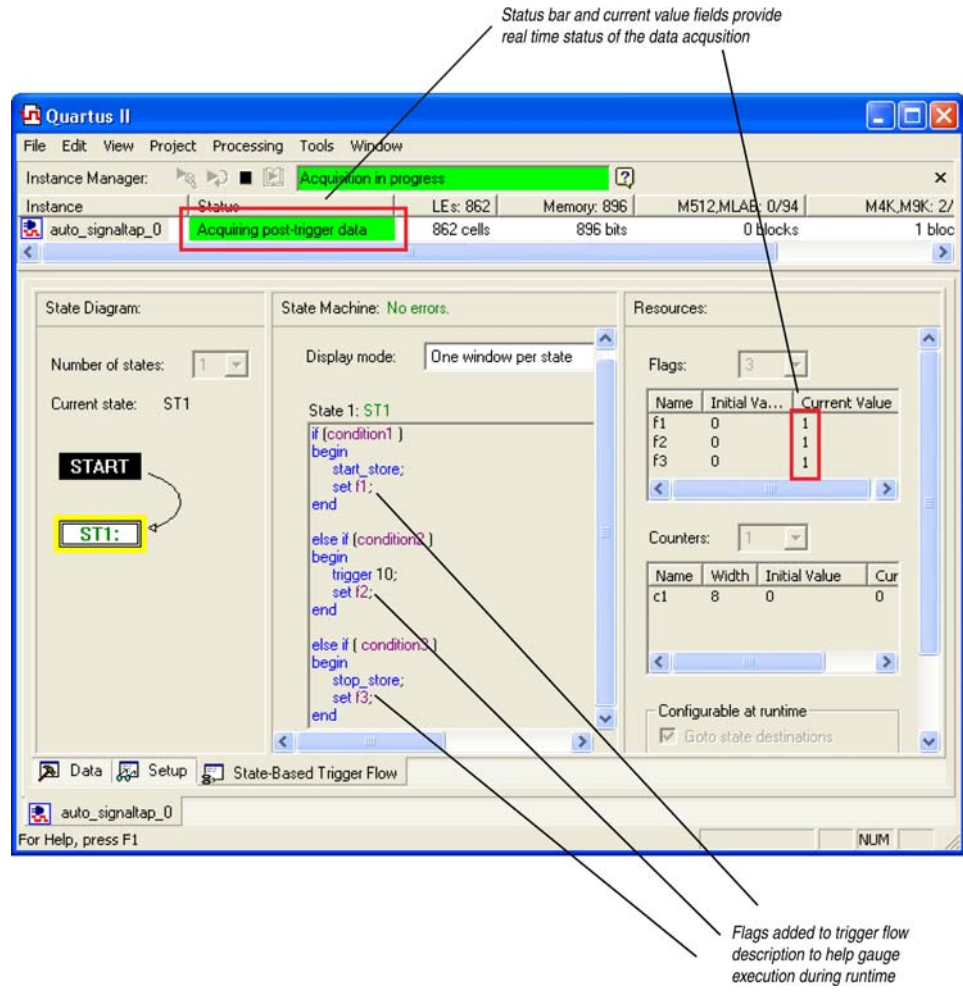 Status bar and current value fields provide
real time status of the data acqusition
Quartus II
File Edit View Project Processing Tools Window
Instance Manager: Acquisition in progress
Instance Status LEs: 862 Memory: 896 M512,MLAB: 0/94 M4K,M9K: 2/
auto_signaltap_0 Acquiring post-trigger data 862 cells 896 bits 0 blocks 1 bloc
State Diagram:
Number of states: 1
Current state: ST1
START
ST1:
State Machine: No errors.
Display mode: One window per state
State 1: ST1
if (condition1 )
begin
start_store;
set f1;
end
else if (condition2 )
begin
trigger 10;
set f2;
end
else if ( condition3 )
begin
stop_store;
set f3;
end
Resources:
Flags: 3
Name Initial Va... Current Value
f1 0 1
f2 0 1
f3 0 1
Counters: 1
Name Width Initial Value Cur
c1 8 0 0
Configurable at runtime
Goto state destinations
Data Setup State-Based Trigger Flow
auto_signaltap_0
For Help, press F1 NUM
Flags added to trigger flow
description to help gauge
execution during runtime